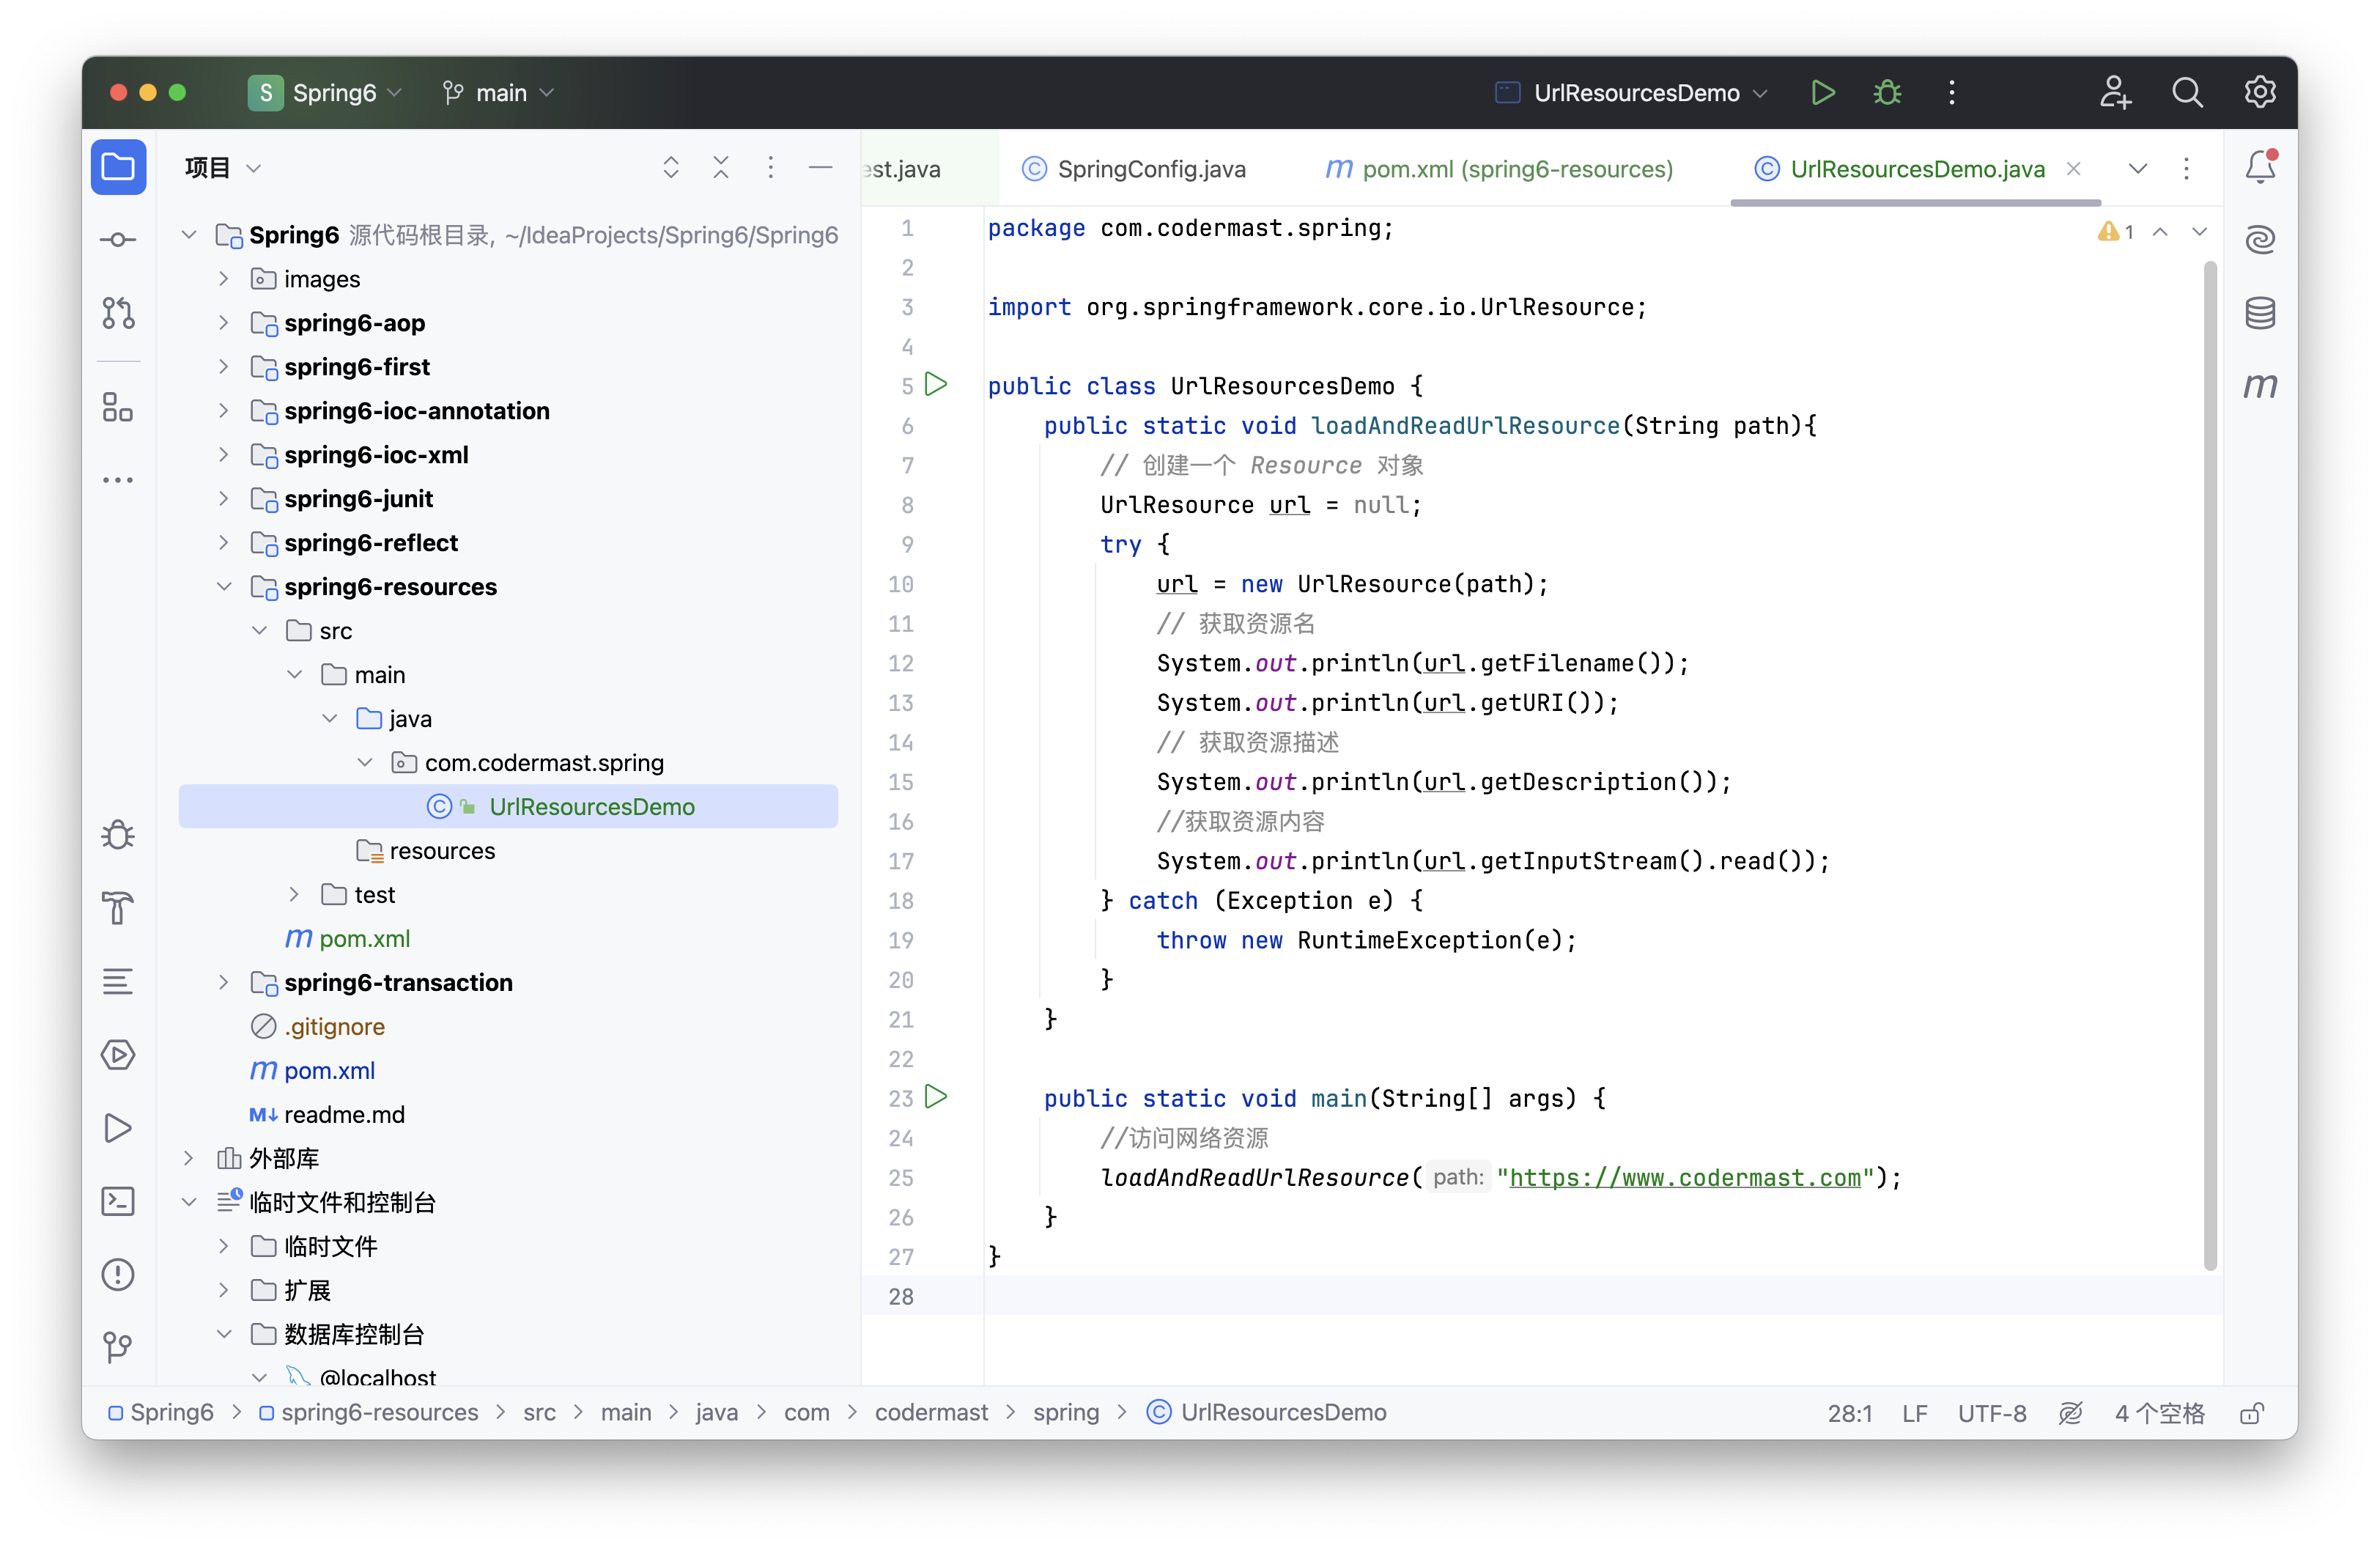 S Spring6 main UrlResourcesDemo
项目
Spring6 源代码根目录, ~/IdeaProjects/Spring6/Spring6
images
spring6-aop
spring6-first
spring6-ioc-annotation
spring6-ioc-xml
spring6-junit
spring6-reflect
spring6-resources
src
main
java
com.codermast.spring
UrlResourcesDemo
resources
test
pom.xml
spring6-transaction
.gitignore
pom.xml
readme.md
外部库
临时文件和控制台
临时文件
扩展
数据库控制台
@localhost
est.java SpringConfig.java pom.xml (spring6-resources) UrlResourcesDemo.java
1 package com.codermast.spring; 1
2
3 import org.springframework.core.io.UrlResource;
4
5 public class UrlResourcesDemo {
6 public static void loadAndReadUrlResource(String path){
7 // 创建一个 Resource 对象
8 UrlResource url = null;
9 try {
10 url = new UrlResource(path);
11 // 获取资源名
12 System.out.println(url.getFilename());
13 System.out.println(url.getURI());
14 // 获取资源描述
15 System.out.println(url.getDescription());
16 //获取资源内容
17 System.out.println(url.getInputStream().read());
18 } catch (Exception e) {
19 throw new RuntimeException(e);
20 }
21 }
22
23 public static void main(String[] args) {
24 //访问网络资源
25 loadAndReadUrlResource( path: "https://www.codermast.com");
26 }
27 }
28
Spring6 > spring6-resources > src > main > java > com > codermast > spring > UrlResourcesDemo 28:1 LF UTF-8 4 个空格